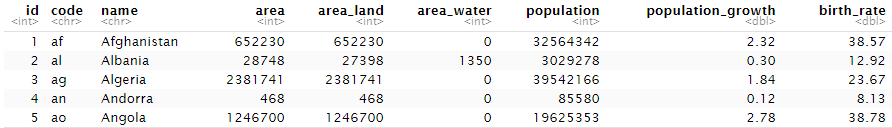 id code name area area_land area_water population population_growth birth_rate
<int> <chr> <chr> <int> <int> <int> <int> <dbl> <dbl>
1 af Afghanistan 652230 652230 0 32564342 2.32 38.57
2 al Albania 28748 27398 1350 3029278 0.30 12.92
3 ag Algeria 2381741 2381741 0 39542166 1.84 23.67
4 an Andorra 468 468 0 85580 0.12 8.13
5 ao Angola 1246700 1246700 0 19625353 2.78 38.78